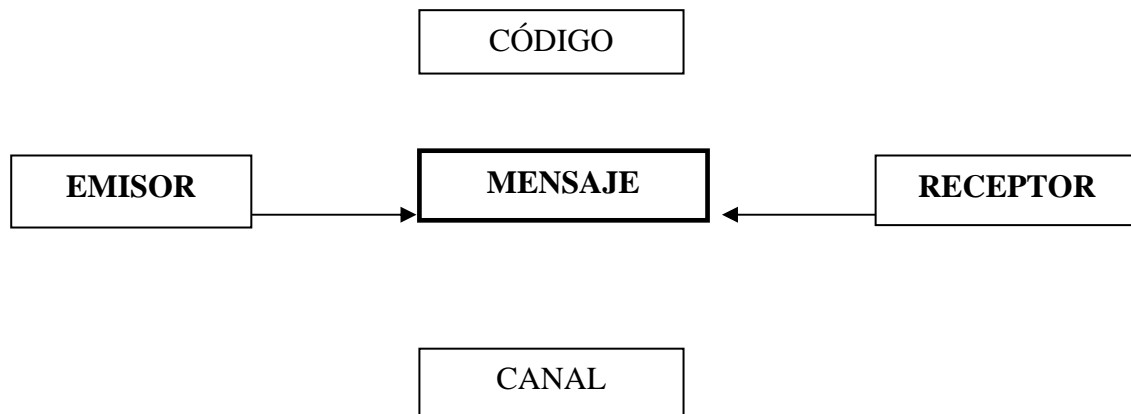 CÓDIGO
EMISOR
MENSAJE
RECEPTOR
CANAL